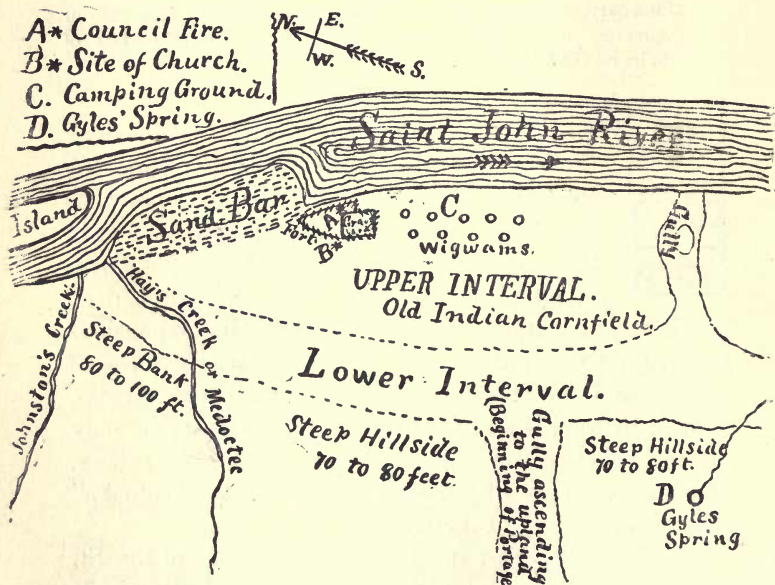 A* Council Fire.
B* Site of Church.
C. Camping Ground.
D. Gyles' Spring.
N. E.
W. S.
Saint John River
Island
Sand Bar
Fort
A*
B*
C
Wigwams.
Gully
UPPER INTERVAL.
Old Indian Cornfield.
Johnston's Creek.
Hay's Creek or Medoctec
Steep Bank
80 to 100 ft.
Lower Interval.
Steep Hillside
70 to 80 feet.
Gully ascending
to the upland
(Beginning of Portage
Steep Hillside
70 to 80ft.
D
Gyles
Spring